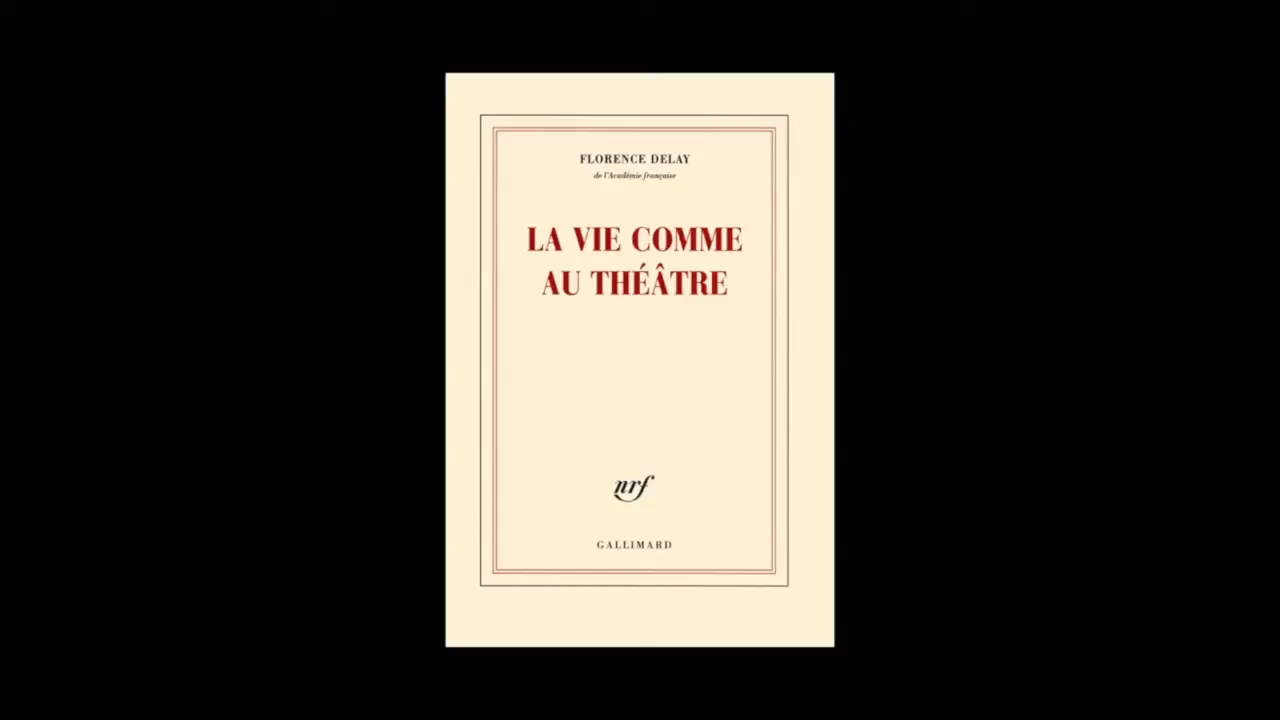 FLORENCE DELAY
de l'Académie française
LA VIE COMME
AU THÉÂTRE
nrf
GALLIMARD